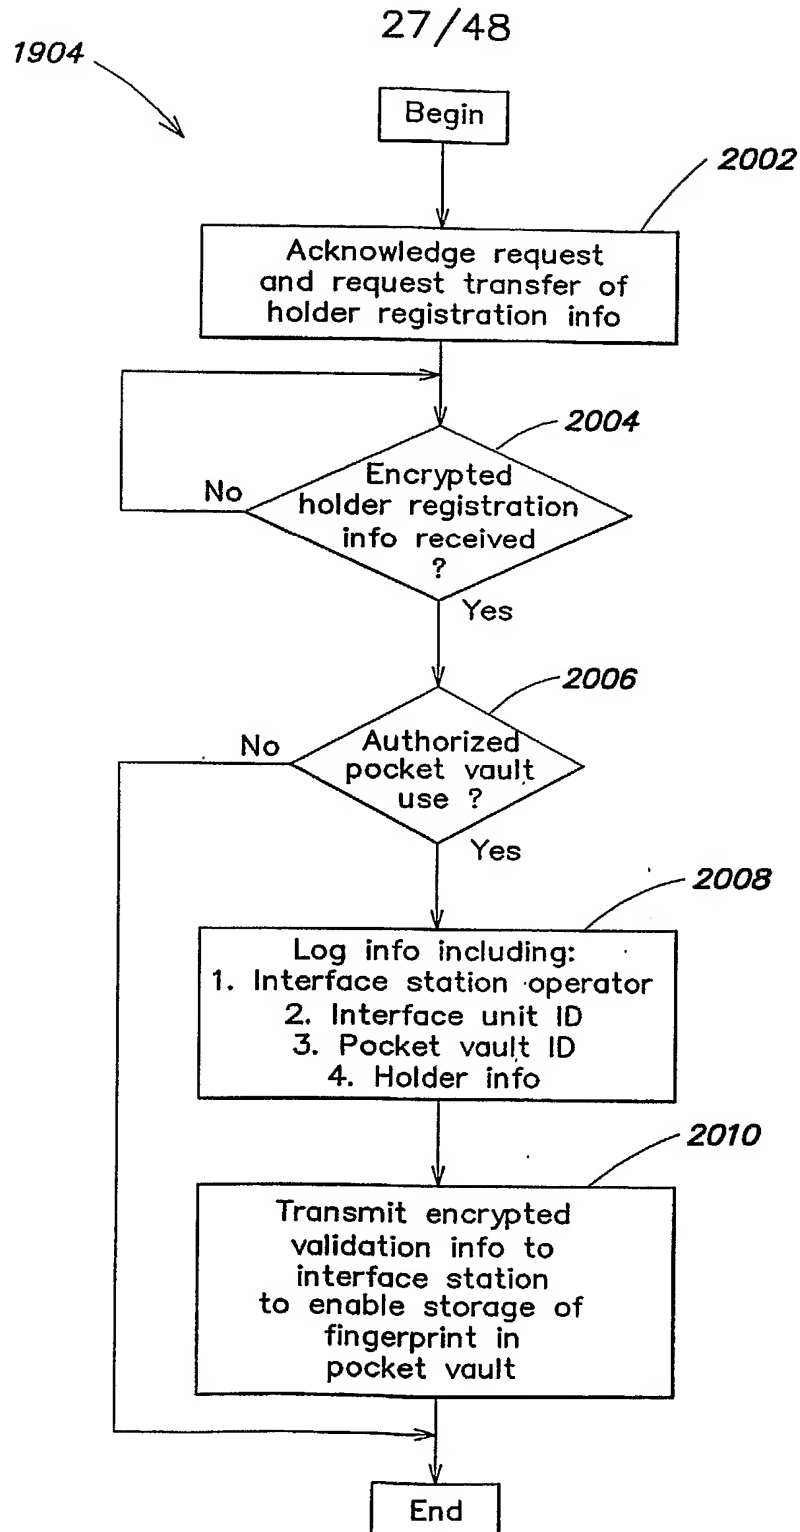 27/48
1904
Begin
2002
Acknowledge request
and request transfer of
holder registration info
2004
Encrypted
holder registration
info received
?
No
Yes
2006
No
Authorized
pocket vault
use ?
Yes
2008
Log info including:
1. Interface station operator
2. Interface unit ID
3. Pocket vault ID
4. Holder info
2010
Transmit encrypted
validation info to
interface station
to enable storage of
fingerprint in
pocket vault
End